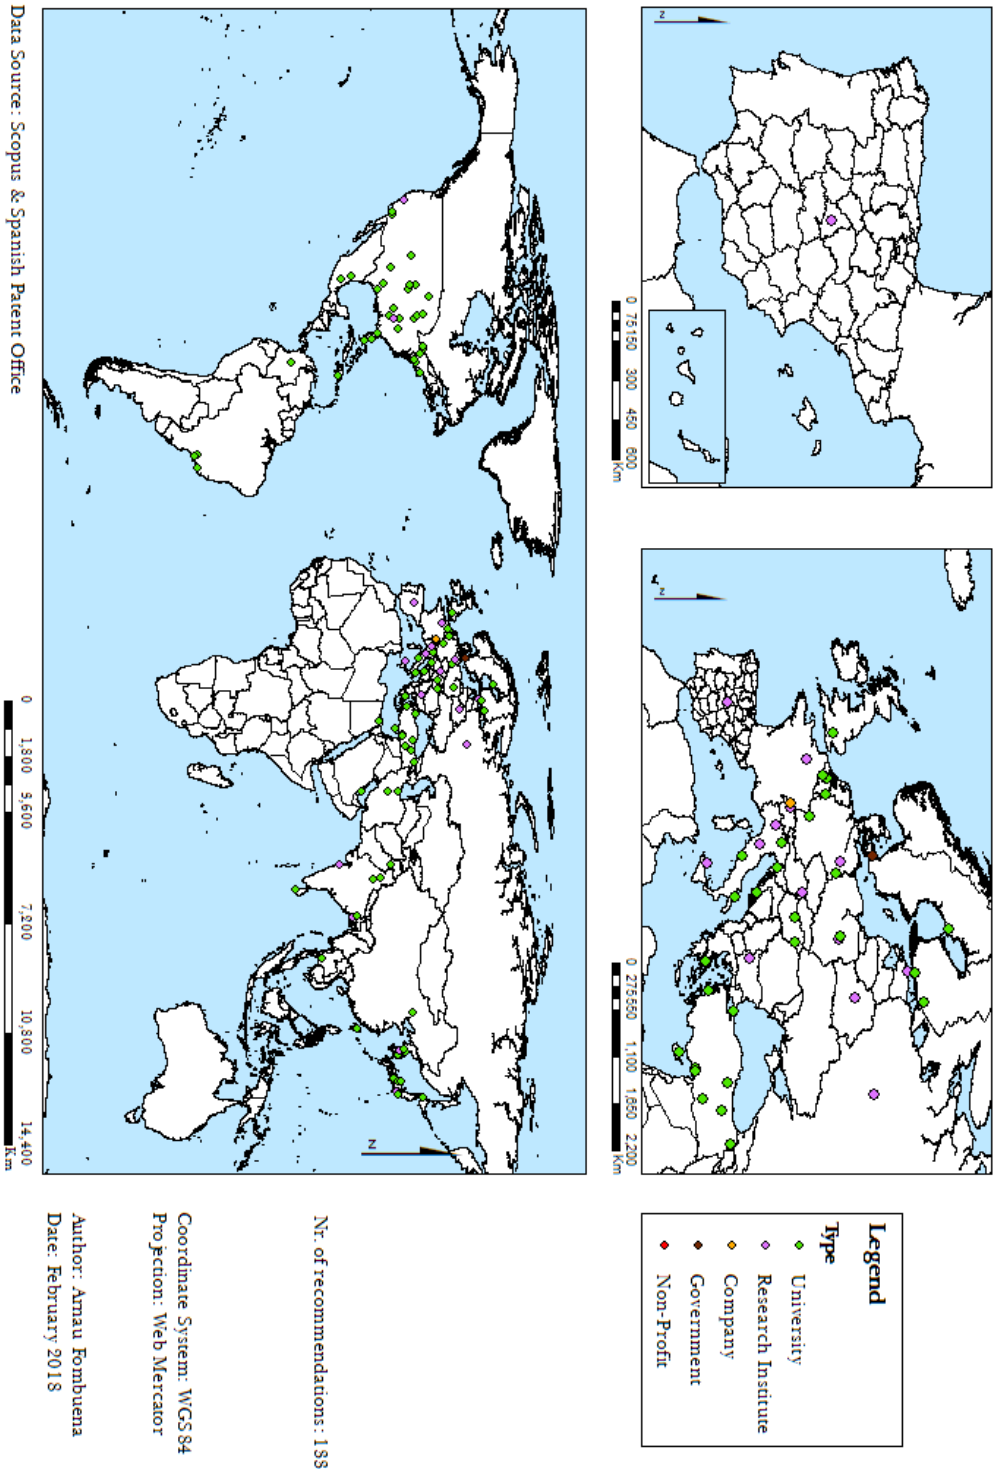 Z
0 75 150 300 450 600
Km
Z
0 275 550 1,100 1,650 2,200
Km
Legend
Type
University
Research Institute
Company
Government
Non-Profit
Z
0 1,800 3,600 7,200 10,800 14,400
Km
Nr. of recommendations: 188
Coordinate System: WGS 84
Projection: Web Mercator
Author: Arnau Fombuena
Date: February 2018
Data Source: Scopus & Spanish Patent Office